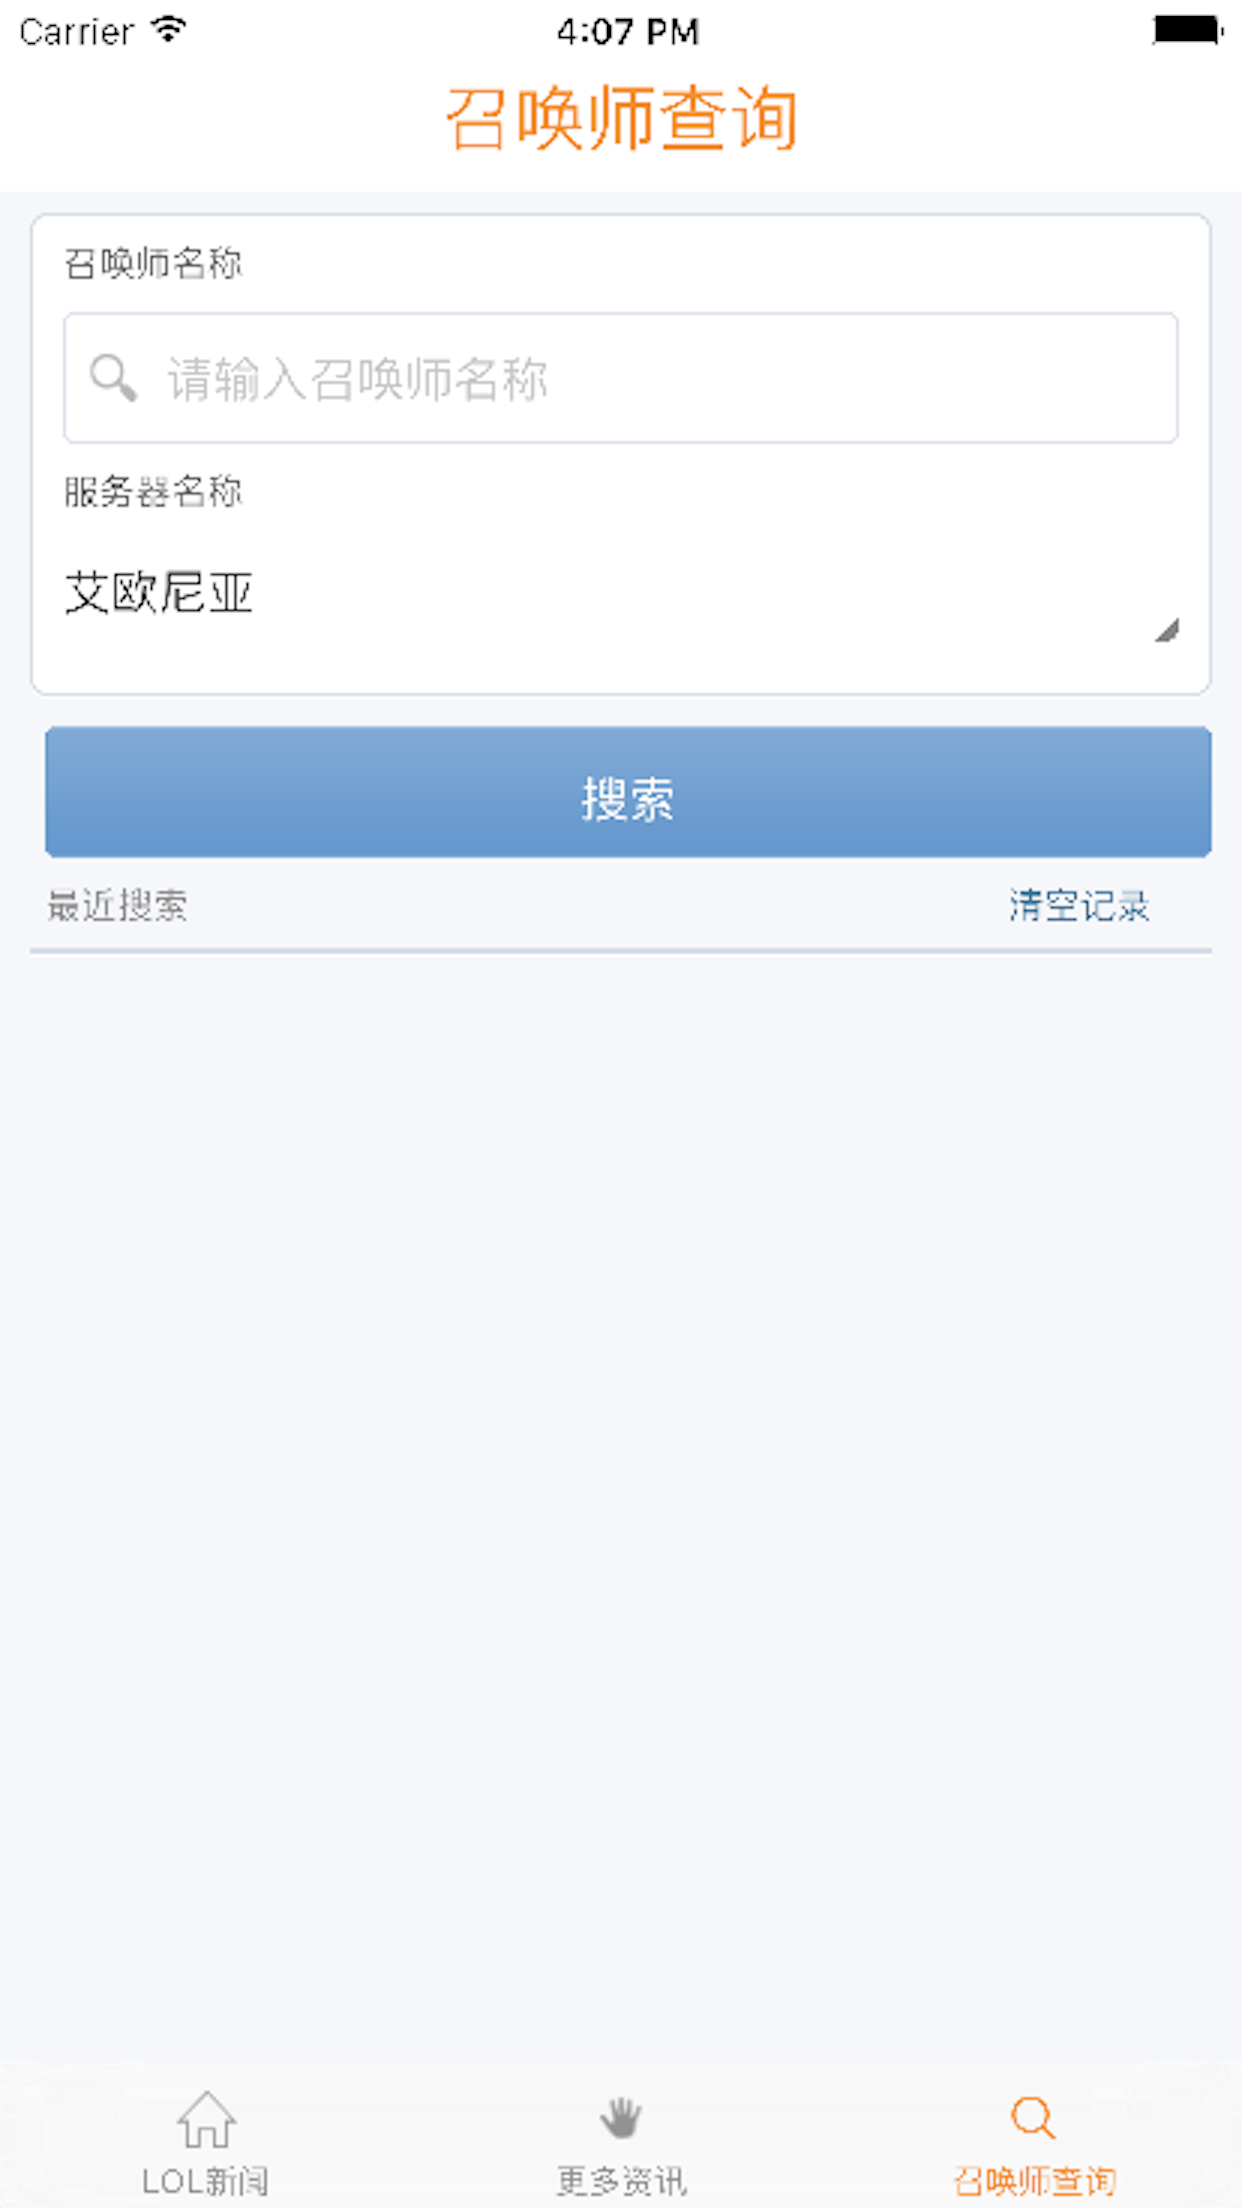 Carrier 4:07 PM
召唤师查询
召唤师名称
请输入召唤师名称
服务器名称
艾欧尼亚
搜索
最近搜索 清空记录
LOL新闻 更多资讯 召唤师查询